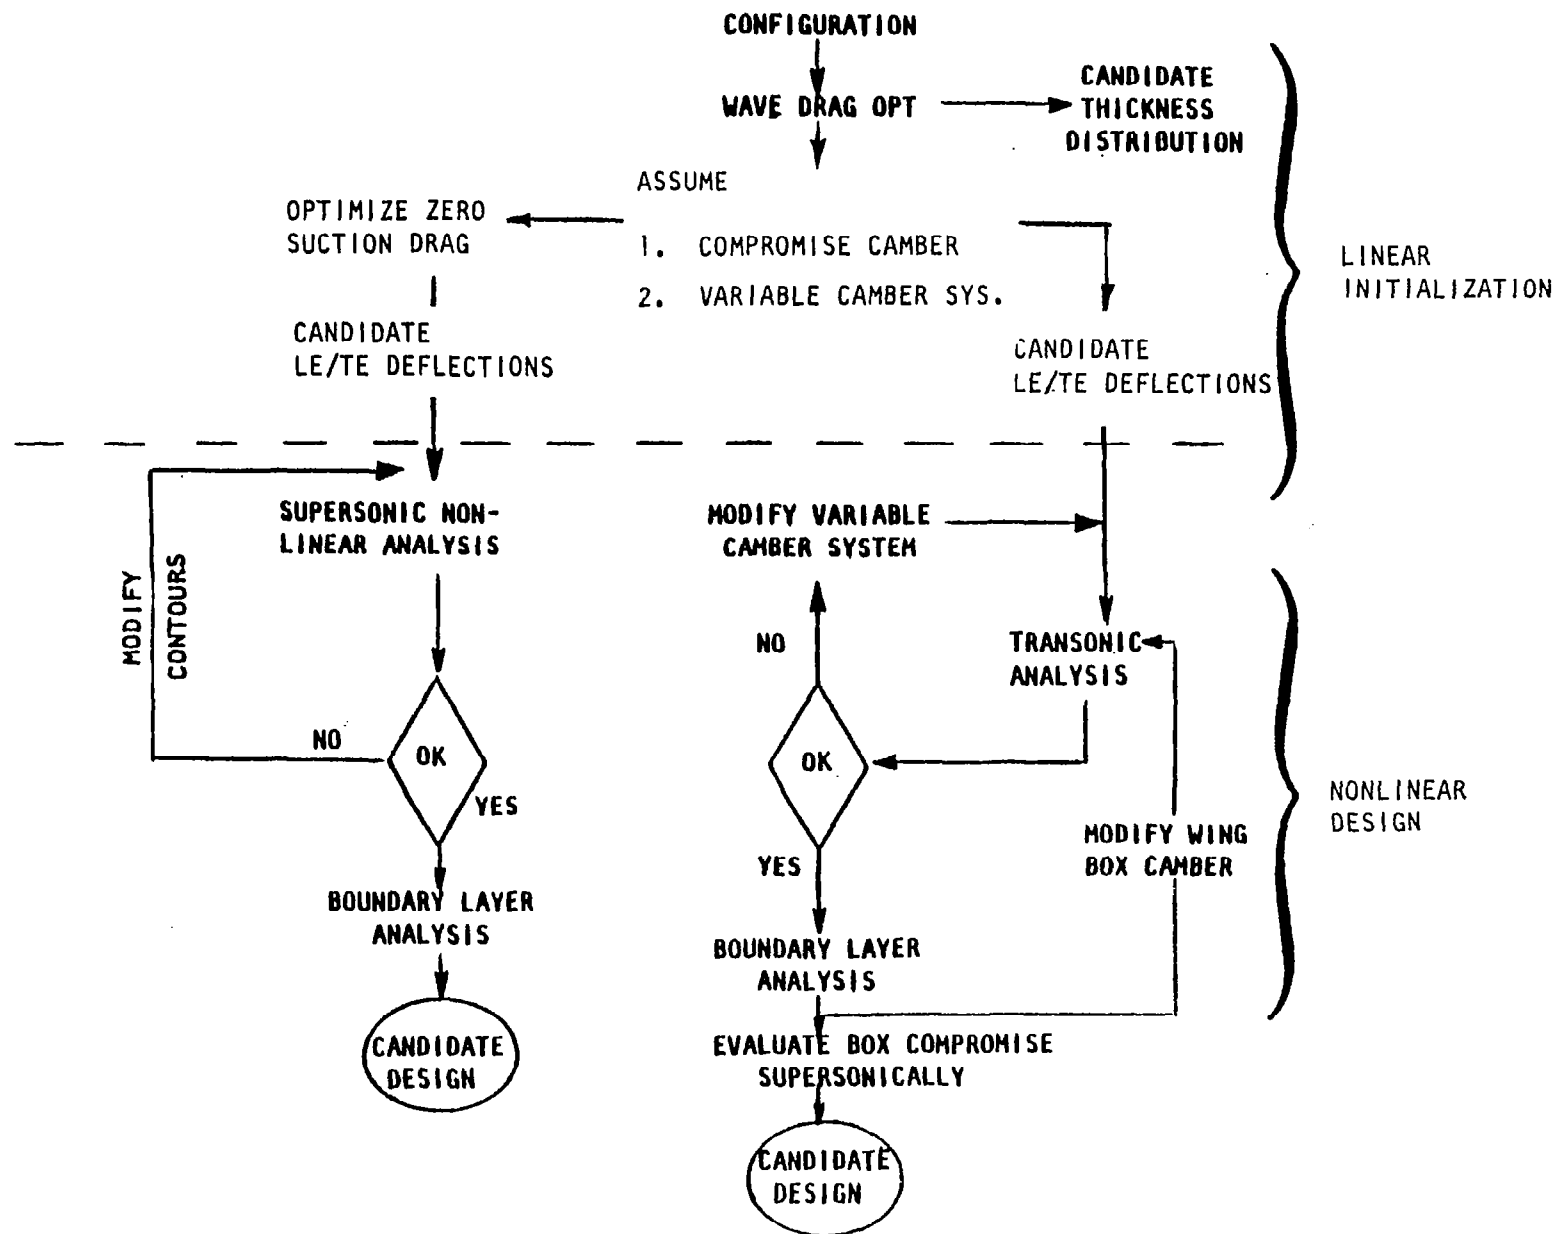 CONFIGURATION
WAVE DRAG OPT
CANDIDATE
THICKNESS
DISTRIBUTION
ASSUME
1. COMPROMISE CAMBER
2. VARIABLE CAMBER SYS.
OPTIMIZE ZERO
SUCTION DRAG
CANDIDATE
LE/TE DEFLECTIONS
CANDIDATE
LE/TE DEFLECTIONS
LINEAR
INITIALIZATION
SUPERSONIC NON-
LINEAR ANALYSIS
MODIFY
CONTOURS
NO
OK
YES
BOUNDARY LAYER
ANALYSIS
CANDIDATE
DESIGN
MODIFY VARIABLE
CAMBER SYSTEM
NO
TRANSONIC
ANALYSIS
OK
YES
MODIFY WING
BOX CAMBER
BOUNDARY LAYER
ANALYSIS
EVALUATE BOX COMPROMISE
SUPERSONICALLY
CANDIDATE
DESIGN
NONLINEAR
DESIGN